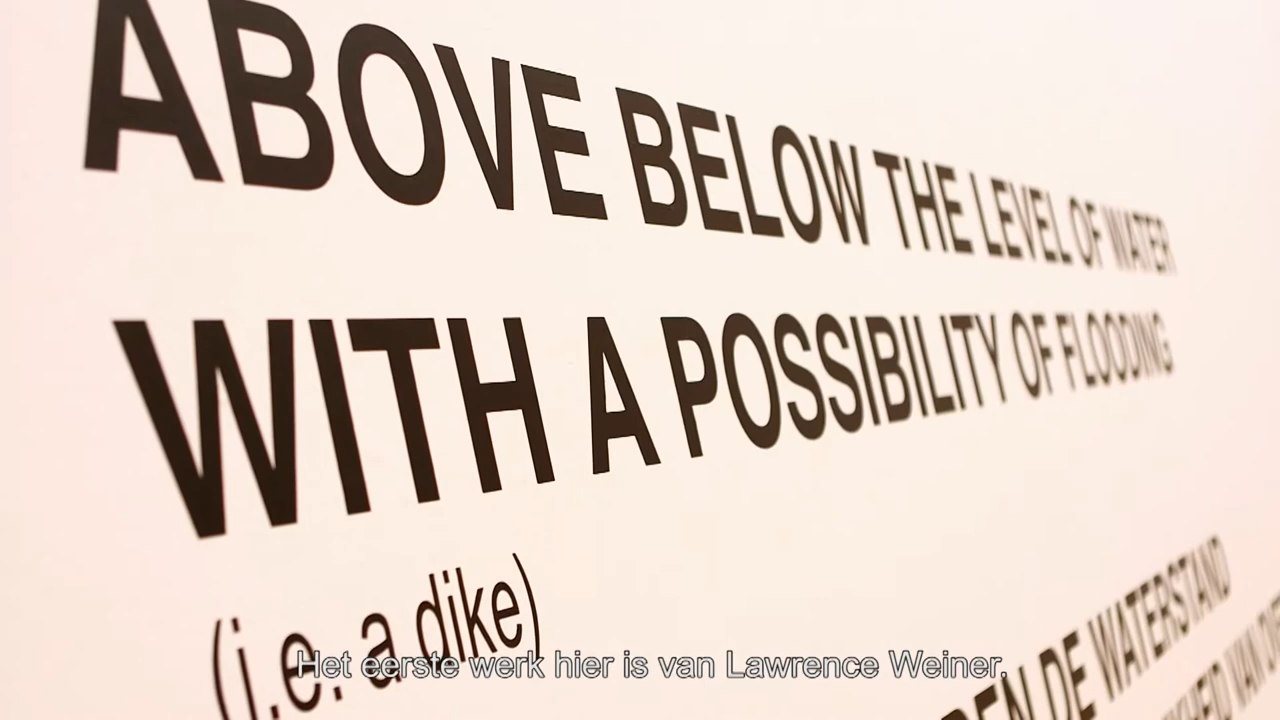 ABOVE BELOW THE LEVEL OF WATER
WITH A POSSIBILITY OF FLOODING
(i.e. a dike)
DE WATERSTAND
VAN
Het eerste werk hier is van Lawrence Weiner.